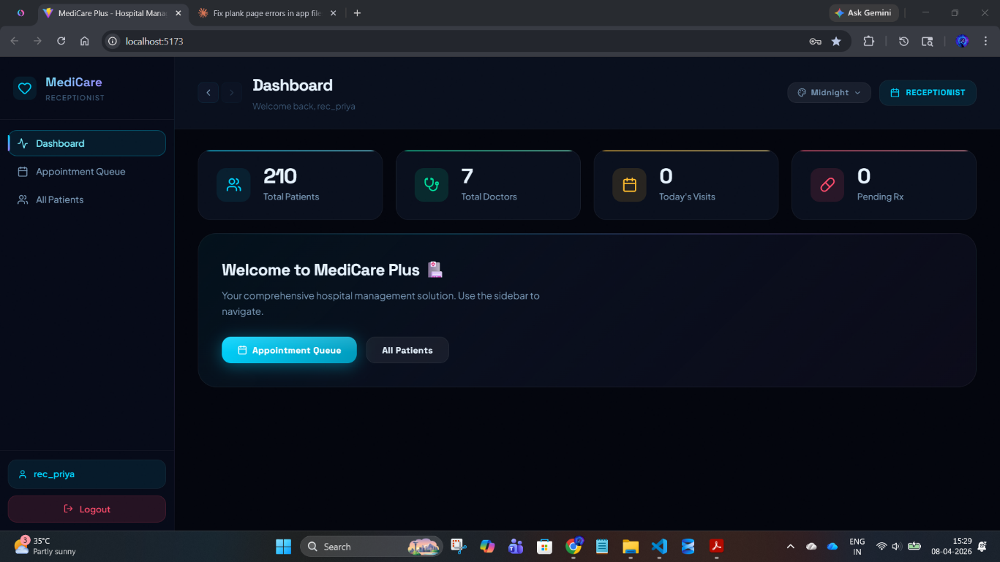 MediCare Plus - Hospital Mana
Fix plank page errors in app file
Ask Gemini
localhost:5173
MediCare
RECEPTIONIST
Dashboard
Appointment Queue
All Patients
rec_priya
Logout
Dashboard
Welcome back, rec_priya
Midnight
RECEPTIONIST
210
Total Patients
7
Total Doctors
0
Today's Visits
0
Pending Rx
Welcome to MediCare Plus
Your comprehensive hospital management solution. Use the sidebar to
navigate.
Appointment Queue
All Patients
3
35°C
Partly sunny
Search
ENG
IN
15:29
08-04-2026